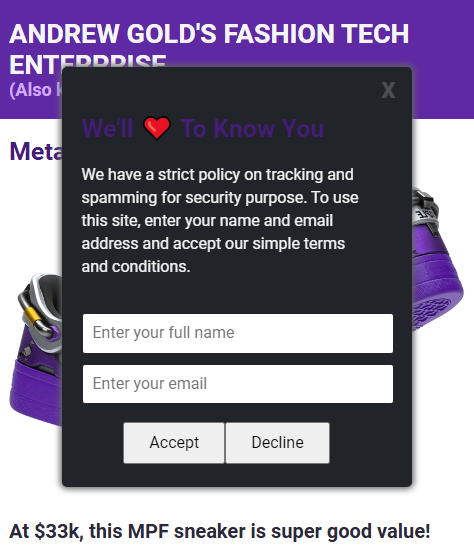 ANDREW GOLD'S FASHION TECH
ENTERPRISE
(Also
X
We'll ❤️ To Know You
Meta
We have a strict policy on tracking and
spamming for security purpose. To use
this site, enter your name and email
address and accept our simple terms
and conditions.
Enter your full name
Enter your email
Accept
Decline
At $33k, this MPF sneaker is super good value!